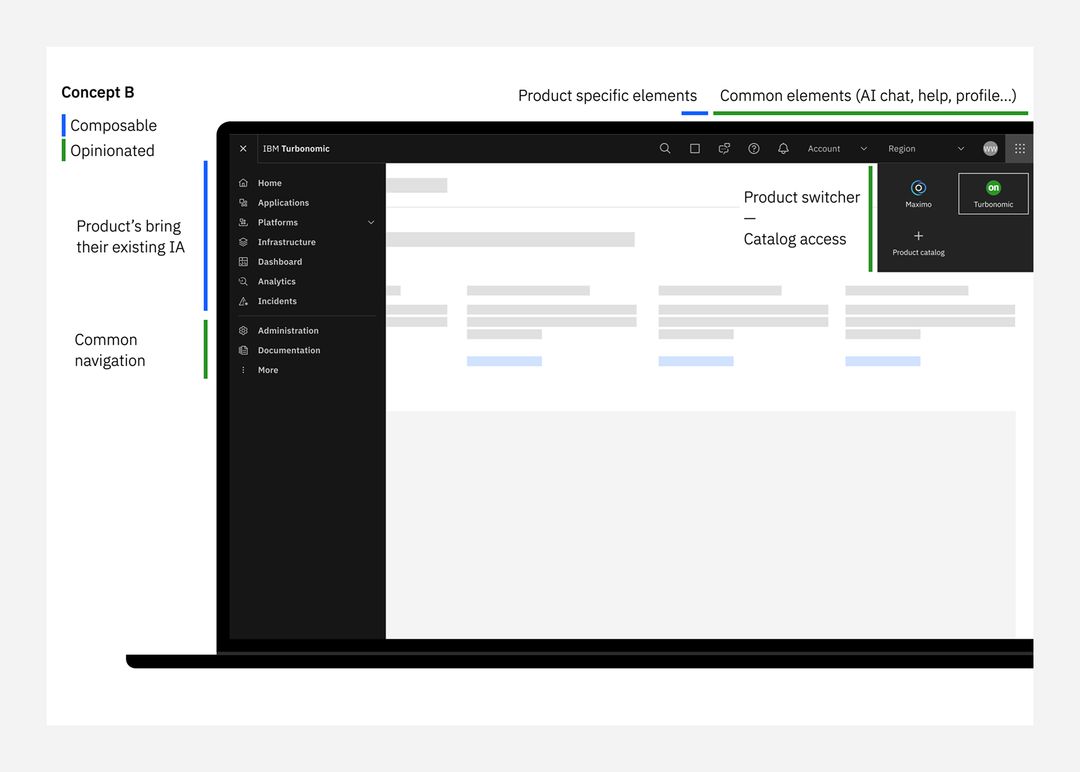 Concept B
Composable
Opinionated
Product specific elements
Common elements (AI chat, help, profile...)
IBM Turbonomic
Account
Region
WW
Home
Applications
Platforms
Infrastructure
Dashboard
Analytics
Incidents
Administration
Documentation
More
Product's bring
their existing IA
Common
navigation
Product switcher
—
Catalog access
Maximo
on
Turbonomic
Product catalog